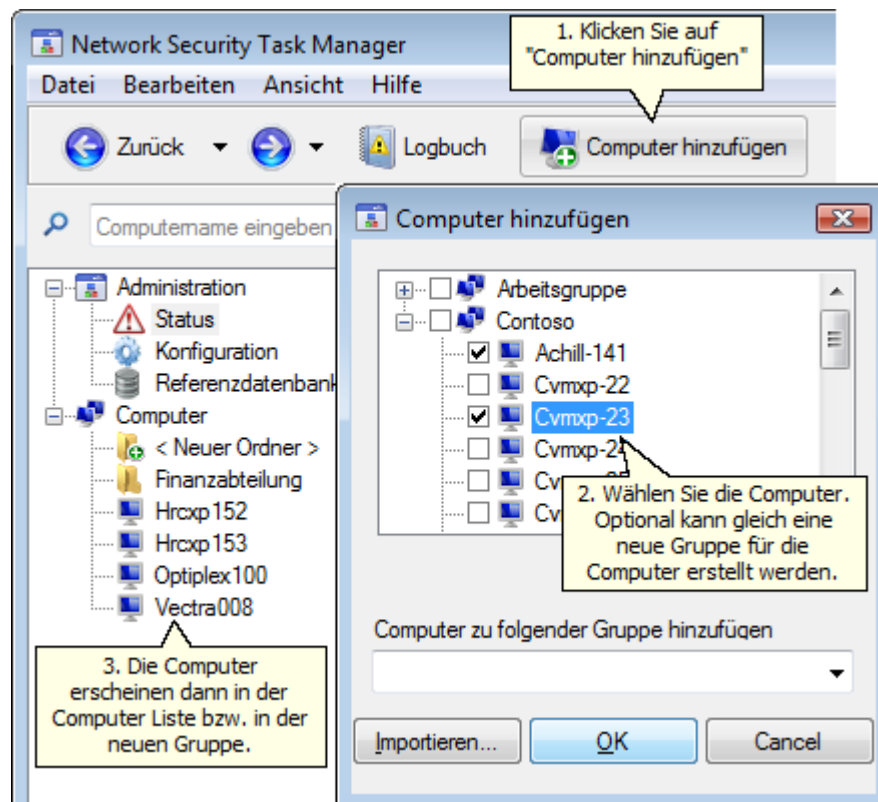 Network Security Task Manager
1. Klicken Sie auf
"Computer hinzufügen"
Datei Bearbeiten Ansicht Hilfe
Zurück Logbuch Computer hinzufügen
Computername eingeben
Administration
Status
Konfiguration
Referenzdatenbank
Computer
< Neuer Ordner >
Finanzabteilung
Hrcxp152
Hrcxp153
Optiplex100
Vectra008
3. Die Computer
erscheinen dann in der
Computer Liste bzw. in der
neuen Gruppe.
Computer hinzufügen
Arbeitsgruppe
Contoso
Achill-141
Cvmxp-22
Cvmxp-23
2. Wählen Sie die Computer.
Optional kann gleich eine
neue Gruppe für die
Computer erstellt werden.
Computer zu folgender Gruppe hinzufügen
Importieren... OK Cancel